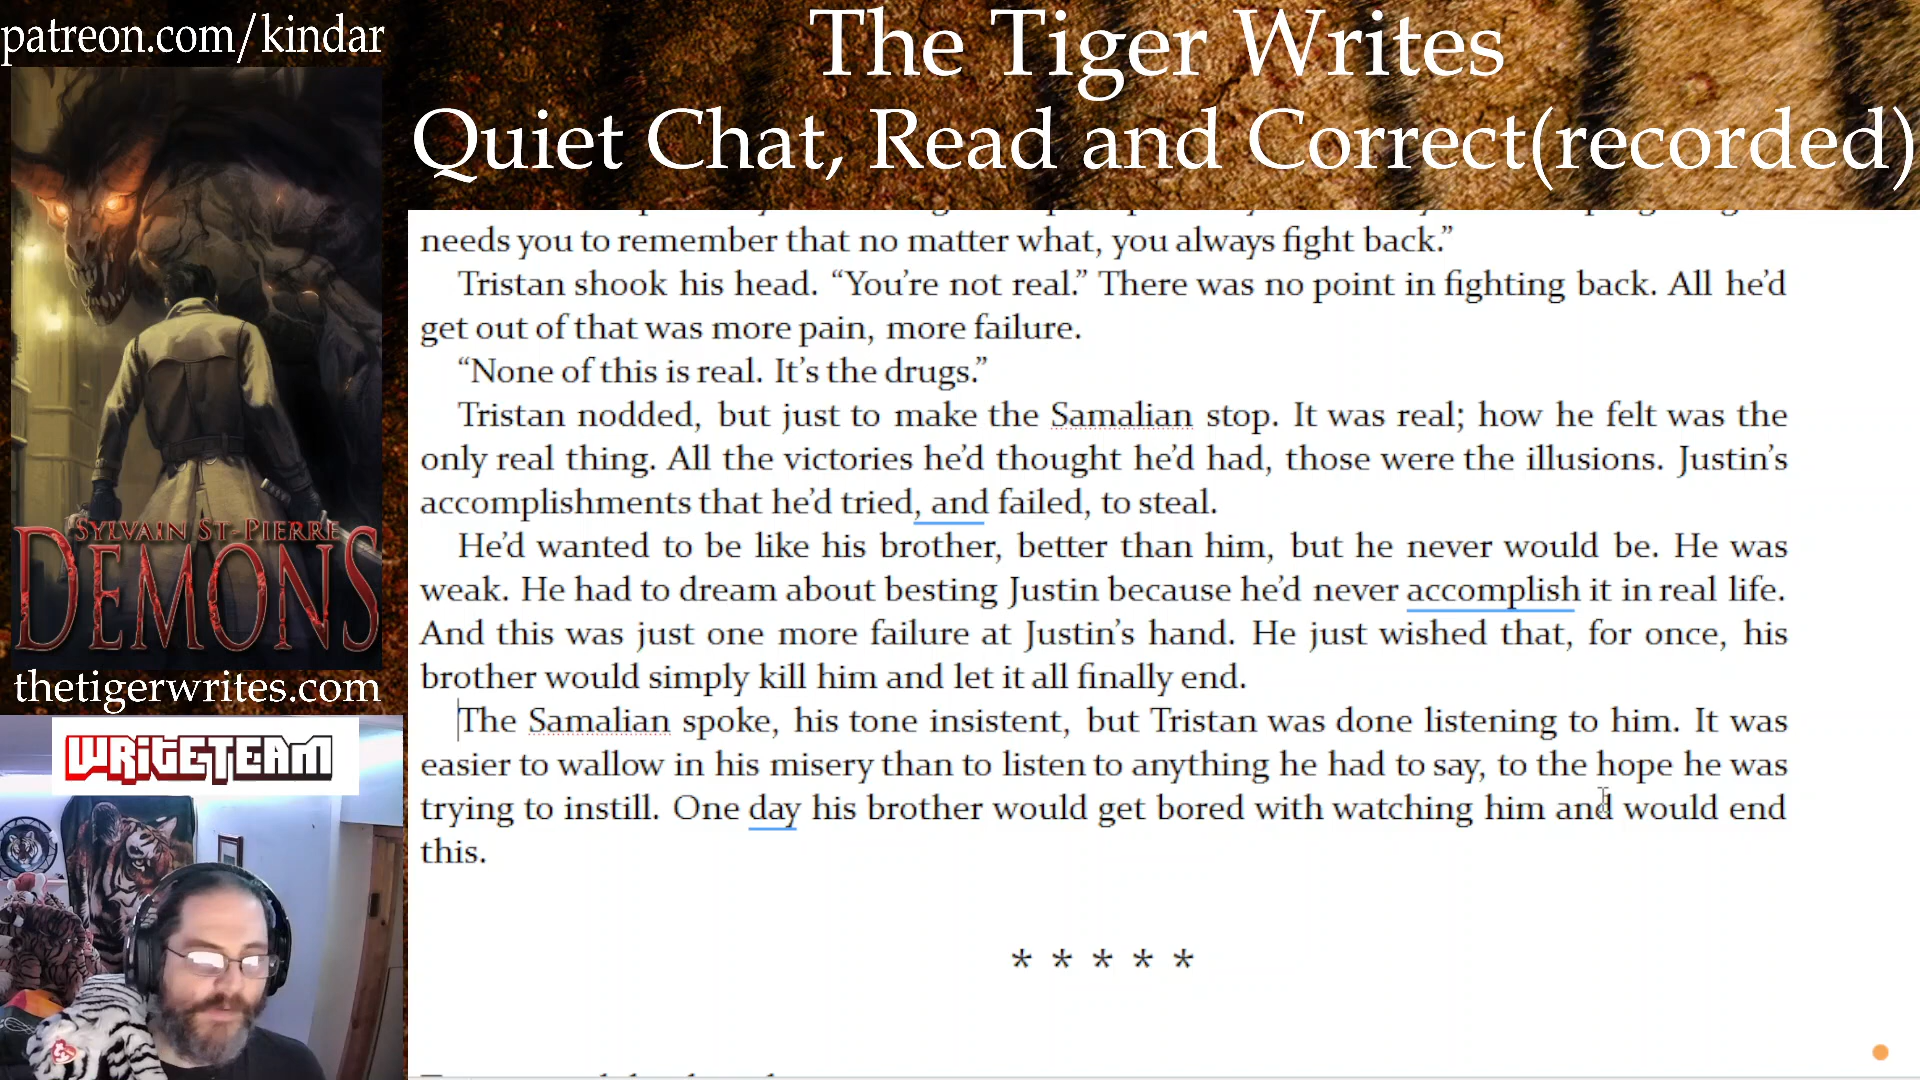 patreon.com/kindar
The Tiger Writes
Quiet Chat, Read and Correct(recorded)
SYLVAIN ST-PIERRE
DEMONS
thetigerwrites.com
WRITETEAM
needs you to remember that no matter what, you always fight back.”
Tristan shook his head. “You’re not real.” There was no point in fighting back. All he’d
get out of that was more pain, more failure.
“None of this is real. It’s the drugs.”
Tristan nodded, but just to make the Samalian stop. It was real; how he felt was the
only real thing. All the victories he’d thought he’d had, those were the illusions. Justin’s
accomplishments that he’d tried, and failed, to steal.
He’d wanted to be like his brother, better than him, but he never would be. He was
weak. He had to dream about besting Justin because he’d never accomplish it in real life.
And this was just one more failure at Justin’s hand. He just wished that, for once, his
brother would simply kill him and let it all finally end.
The Samalian spoke, his tone insistent, but Tristan was done listening to him. It was
easier to wallow in his misery than to listen to anything he had to say, to the hope he was
trying to instill. One day his brother would get bored with watching him and would end
this.
* * * * *